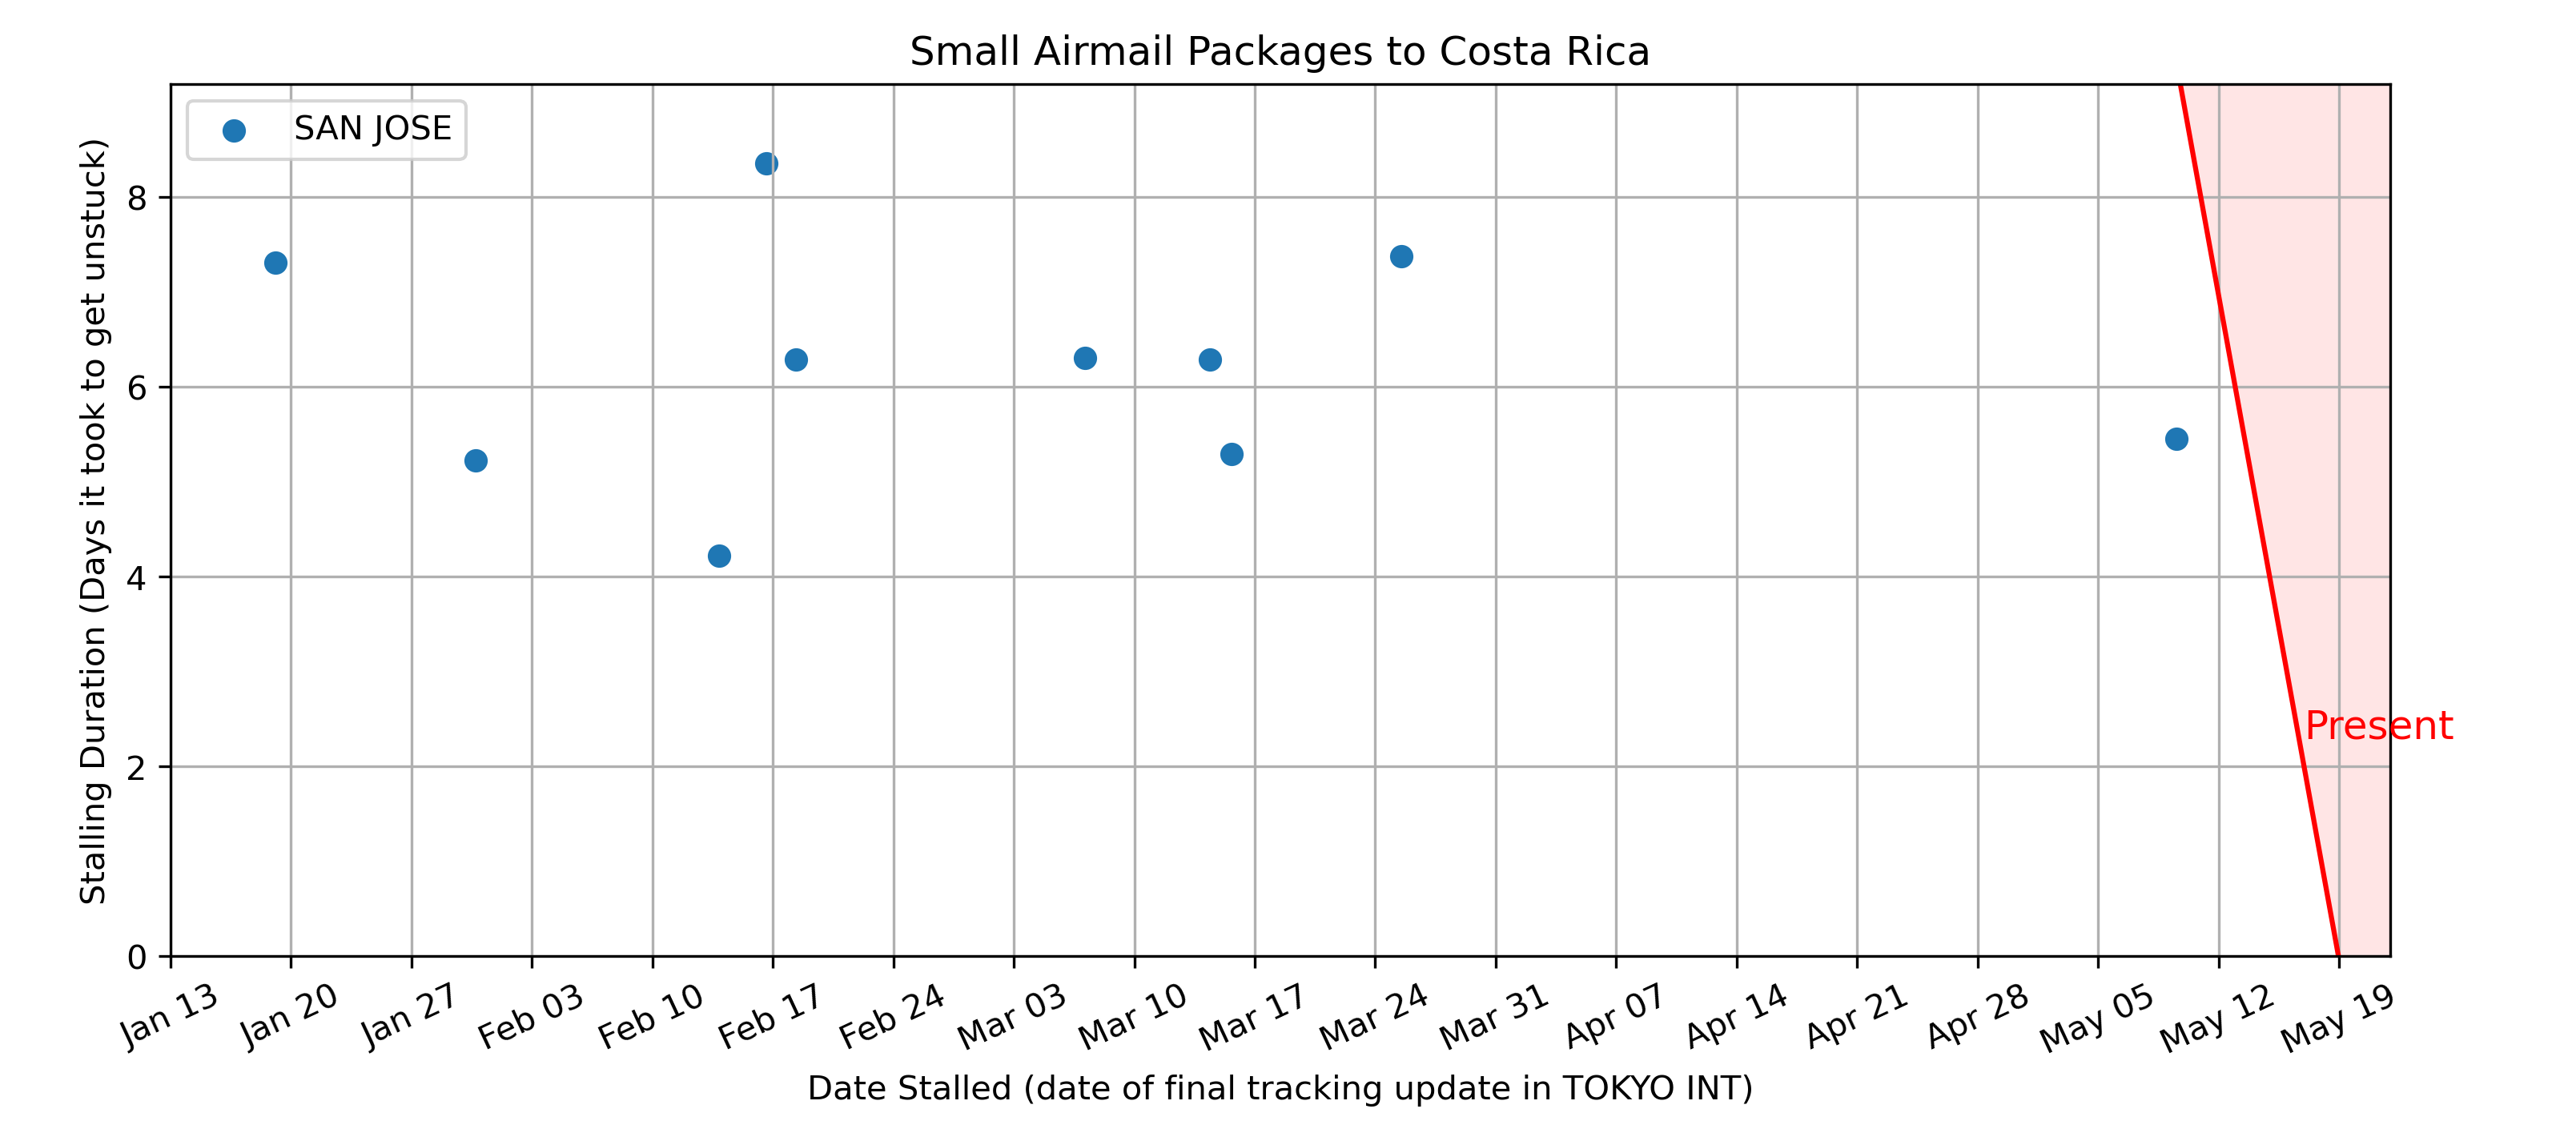 Small Airmail Packages to Costa Rica
SAN JOSE
Stalling Duration (Days it took to get unstuck)
8
6
4
2
0
Present
Jan 13
Jan 20
Jan 27
Feb 03
Feb 10
Feb 17
Feb 24
Mar 03
Mar 10
Mar 17
Mar 24
Mar 31
Apr 07
Apr 14
Apr 21
Apr 28
May 05
May 12
May 19
Date Stalled (date of final tracking update in TOKYO INT)